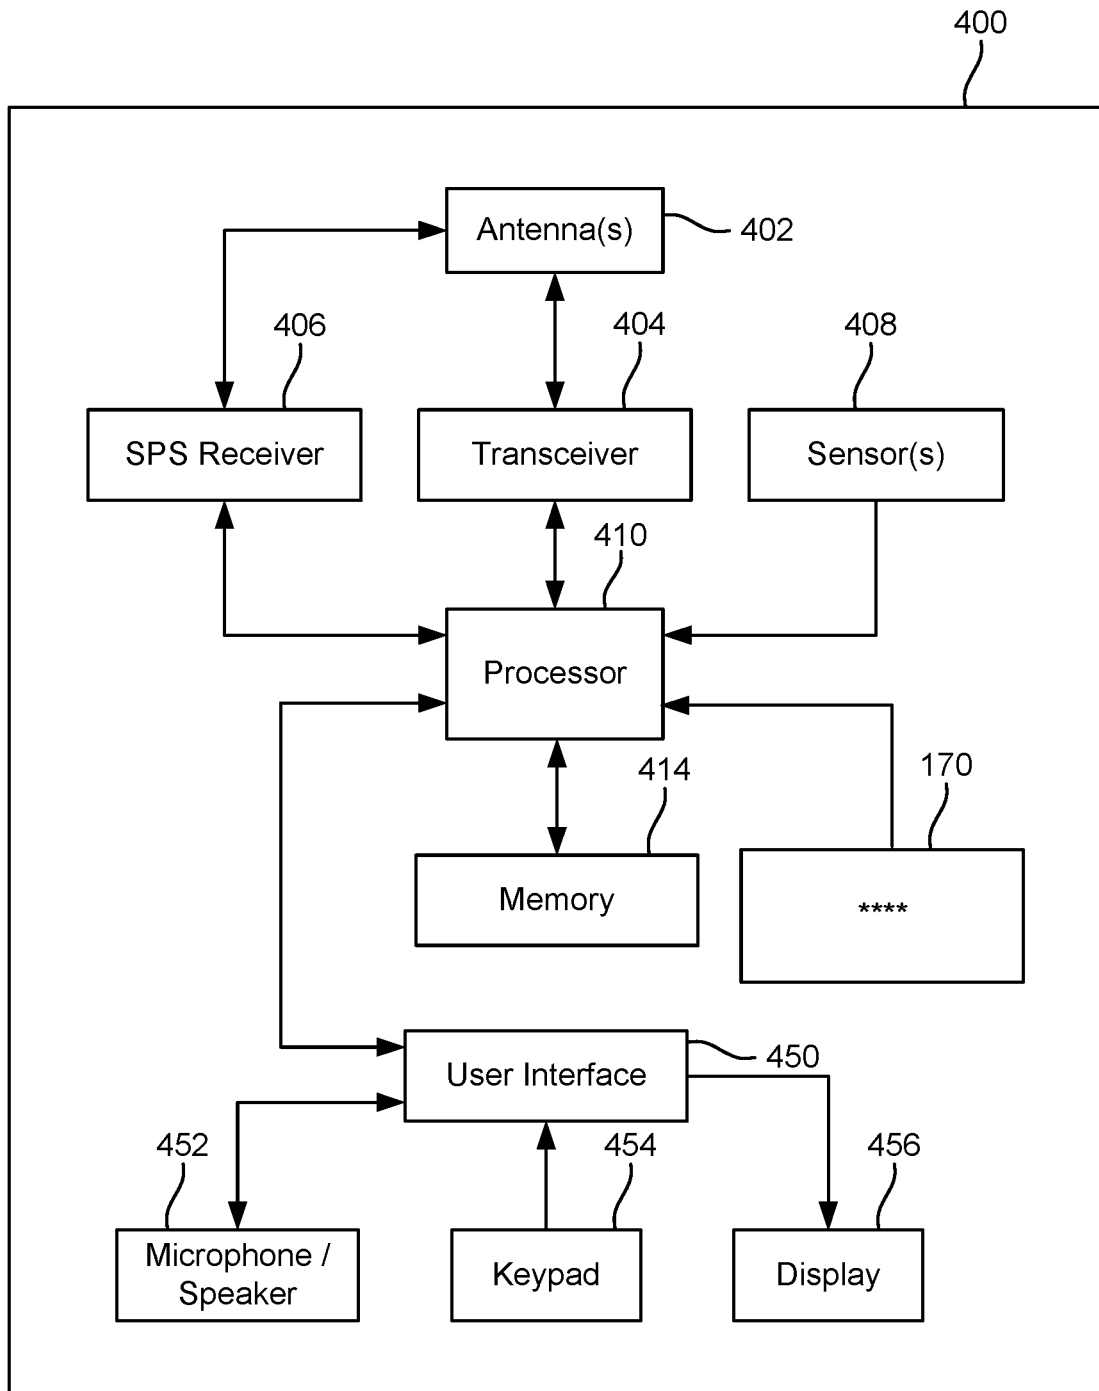 400
Antenna(s)
402
406
404
408
SPS Receiver
Transceiver
Sensor(s)
410
Processor
414
170
Memory
****
User Interface
450
452
454
456
Microphone /
Speaker
Keypad
Display